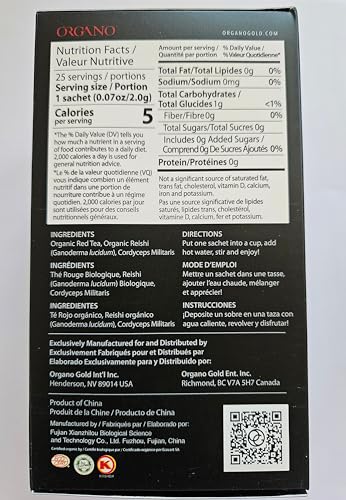 ORGANO
ORGANOGOLD.COM
Nutrition Facts /
Valeur Nutritive
25 servings / portions
Serving size / Portion
1 sachet (0.07oz/2.0g)
Calories
per serving
5
*The % Daily Value (DV) tells you
how much a nutrient in a serving
of food contributes to a daily diet.
2,000 calories a day is used for
general nutrition advice.
*Le % de la valeur quotidienne (VQ)
vous indique combien un élément
nutritif dans une portion de
nourriture contribue à un régime
quotidien. 2,000 calories par jour
sont utilisées pour des conseils
nutritionnels généraux.
Amount per serving / % Daily Value /
Quantité par portion % Valeur Quotidienne*
Total Fat/Total Lipides 0g 0%
Sodium/Sodium 0mg 0%
Total Carbohydrates /
Total Glucides 1g <1%
Fiber/Fibre 0g 0%
Total Sugars/Total Sucres 0g
Includes 0g Added Sugars/
Comprend 0g De Sucres Ajoutés 0%
Protein/Protéines 0g
Not a significant source of saturated fat,
trans fat, cholesterol, vitamin D, calcium,
iron and potassium.
Pas une source significative de lipides
saturés, lipides trans, cholestérol,
vitamine D, calcium, fer et potassium.
INGREDIENTS
Organic Red Tea, Organic Reishi
(Ganoderma lucidum), Cordyceps Militaris
INGRÉDIENTS
Thé Rouge Biologique, Reishi
(Ganoderma lucidum) Biologique,
Cordyceps Militaris
INGREDIENTES
Té Rojo orgánico, Reishi orgánico
(Ganoderma lucidum), Cordyceps Militaris
DIRECTIONS
Put one sachet into a cup, add
hot water, stir and enjoy!
MODE D'EMPLOI
Mettre un sachet dans une tasse,
ajouter l'eau chaude, mélanger
et apprécier!
INSTRUCCIONES
¡Deposite un sobre en una taza con
agua caliente, revolver y disfrutar!
Exclusively Manufactured for and Distributed by
Exclusivement Fabriqués pour et Distribué par
Elaborado Exclusivamente para y Distribuido por:
Organo Gold Int'l Inc.
Henderson, NV 89014 USA
Organo Gold Ent. Inc.
Richmond, BC V7A 5H7 Canada
Product of China
Produit de la Chine / Producto de China
Manufactured by / Fabriqués par / Elaborado por:
Fujian Xianzhilou Biological Science
and Technology Co., Ltd. Fuzhou, Fujian, China
Certified organic by / Certifié biologique par / Certificado orgánico por Ecocert SA
K
KOSHER